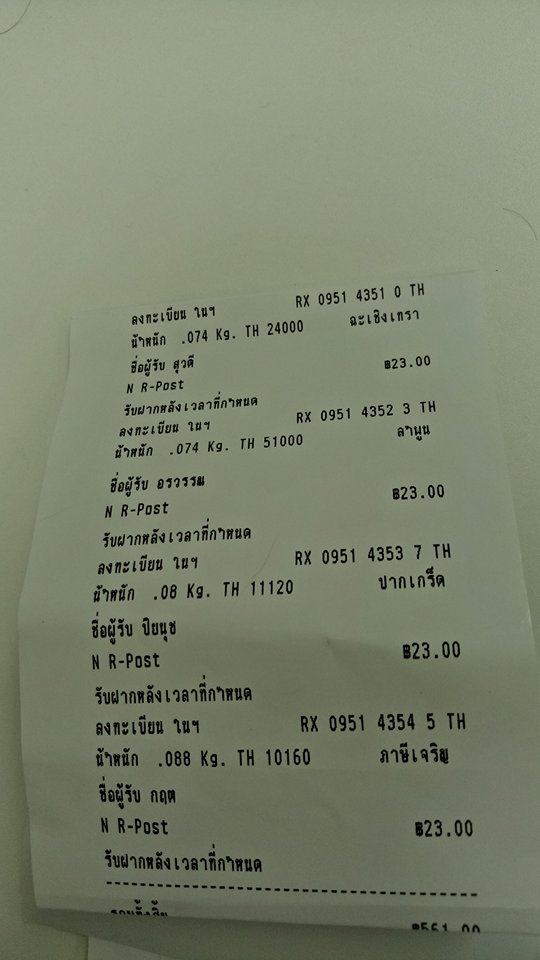 ลงทะเบียน ในฯ RX 0951 4351 0 TH
น้ำหนัก .074 Kg. TH 24000 ฉะเชิงเทรา
ชื่อผู้รับ สุวดี
N R-Post ฿23.00
รับฝากหลังเวลาที่กำหนด
ลงทะเบียน ในฯ RX 0951 4352 3 TH
น้ำหนัก .074 Kg. TH 51000 ลำพูน
ชื่อผู้รับ อรวรรณ
N R-Post ฿23.00
รับฝากหลังเวลาที่กำหนด
ลงทะเบียน ในฯ RX 0951 4353 7 TH
น้ำหนัก .08 Kg. TH 11120 ปากเกร็ด
ชื่อผู้รับ ปิยนุช
N R-Post ฿23.00
รับฝากหลังเวลาที่กำหนด
ลงทะเบียน ในฯ RX 0951 4354 5 TH
น้ำหนัก .088 Kg. TH 10160 ภาษีเจริญ
ชื่อผู้รับ กฤต
N R-Post ฿23.00
รับฝากหลังเวลาที่กำหนด
รวมทั้งสิ้น ฿561.00